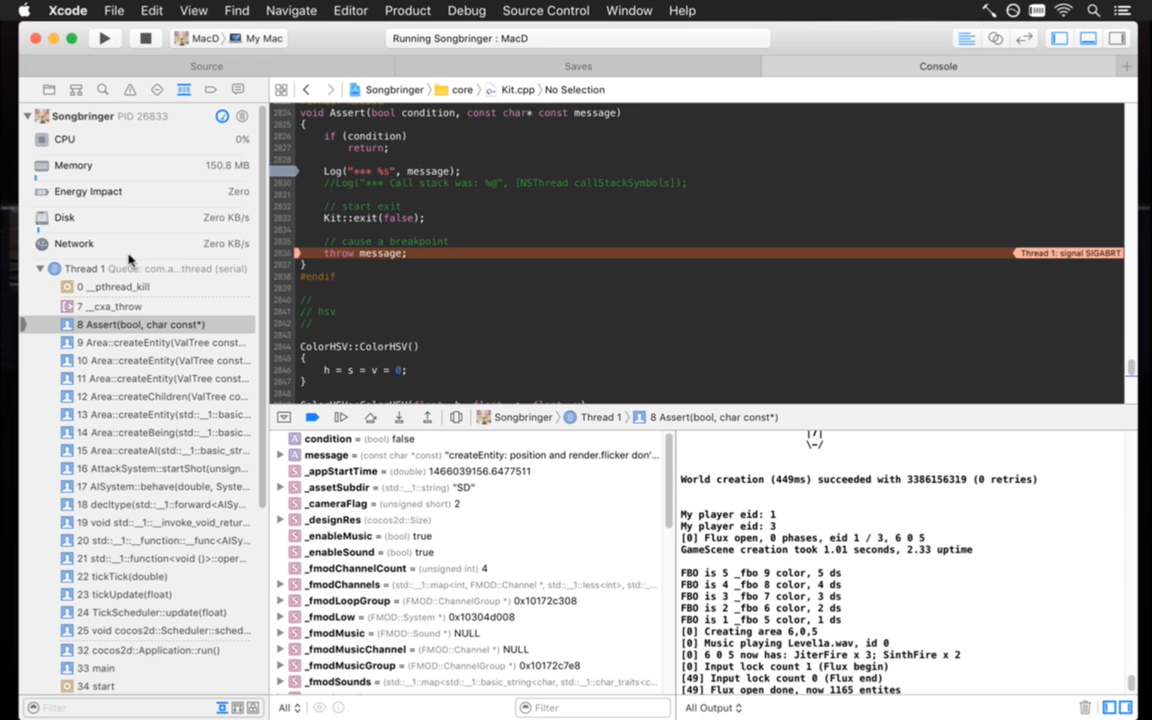 Xcode File Edit View Find Navigate Editor Product Debug Source Control Window Help
MacD 〉 My Mac
Running Songbringer : MacD
Source
Saves
Console
Songbringer 〉 core 〉 Kit.cpp 〉 No Selection
Songbringer PID 26833
CPU 0%
Memory 150.8 MB
Energy Impact Zero
Disk Zero KB/s
Network Zero KB/s
Thread 1 Queue: com.a...thread (serial)
0 __pthread_kill
7 __cxa_throw
8 Assert(bool, char const*)
9 Area::createEntity(ValTree const...
10 Area::createEntity(ValTree const...
11 Area::createEntity(ValTree const...
12 Area::createChildren(ValTree co...
13 Area::createEntity(std::__1::basic...
14 Area::createBeing(std::__1::basic...
15 Area::createAI(std::__1::basic_str...
16 AttackSystem::startShot(unsign...
17 AISystem::behave(double, Syste...
18 decltype(std::__1::forward<AISy...
19 void std::__1::__invoke_void_retur...
20 std::__1::__function::__func<AISy...
21 std::__1::function<void ()>::oper...
22 tickTick(double)
23 tickUpdate(float)
24 TickScheduler::update(float)
25 void cocos2d::Scheduler::sched...
32 cocos2d::Application::run()
33 main
34 start
Filter
2824 void Assert(bool condition, const char* const message)
2825 {
2826 if (condition)
2827 return;
2828
Log("*** %s", message);
2830 //Log("*** Call stack was: %@", [NSThread callStackSymbols]);
2831
2832 // start exit
2833 Kit::exit(false);
2834
2835 // cause a breakpoint
2836 throw message; Thread 1: signal SIGABRT
2837 }
2838 #endif
2839
2840 //
2841 // hsv
2842 //
2843
2844 ColorHSV::ColorHSV()
2845 {
2846 h = s = v = 0;
2847 }
2848
Songbringer 〉 Thread 1 〉 8 Assert(bool, char const*)
condition = (bool) false
message = (const char *const) "createEntity: position and render.flicker don'...
_appStartTime = (double) 1466039156.6477511
_assetSubdir = (std::__1::string) "SD"
_cameraFlag = (unsigned short) 2
_designRes (cocos2d::Size)
_enableMusic = (bool) true
_enableSound = (bool) true
_fmodChannelCount = (unsigned int) 4
_fmodChannels = (std::__1::map<int, FMOD::Channel *, std::__1::less<int>, std::_...
_fmodLoopGroup = (FMOD::ChannelGroup *) 0x10172c308
_fmodLow = (FMOD::System *) 0x10304d008
_fmodMusic = (FMOD::Sound *) NULL
_fmodMusicChannel = (FMOD::Channel *) NULL
_fmodMusicGroup = (FMOD::ChannelGroup *) 0x10172c7e8
_fmodSounds = (std::__1::map<std::__1::basic_string<char, std::__1::char_traits<c...
All
Filter
|7|
\-/
World creation (449ms) succeeded with 3386156319 (0 retries)
My player eid: 1
My player eid: 3
[0] Flux open, 0 phases, eid 1 / 3, 6 0 5
GameScene creation took 1.01 seconds, 2.33 uptime
FBO is 5 _fbo 9 color, 5 ds
FBO is 4 _fbo 8 color, 4 ds
FBO is 3 _fbo 7 color, 3 ds
FBO is 2 _fbo 6 color, 2 ds
FBO is 1 _fbo 5 color, 1 ds
[0] Creating area 6,0,5
[0] Music playing Level1a.wav, id 0
[0] 6 0 5 now has: JiterFire x 3; SinthFire x 2
[0] Input lock count 1 (Flux begin)
[49] Input lock count 0 (Flux end)
[49] Flux open done, now 1165 entites
All Output